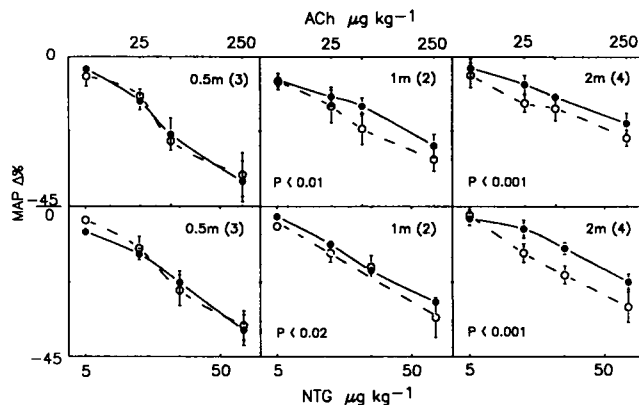 ACh μg kg−1
25 250 25 250 25 250
0
0.5m (3) 1m (2) 2m (4)
P < 0.01 P < 0.001
MAP Δ%
−45
0
0.5m (3) 1m (2) 2m (4)
P < 0.02 P < 0.001
−45
5 50 5 50 5 50
NTG μg kg−1